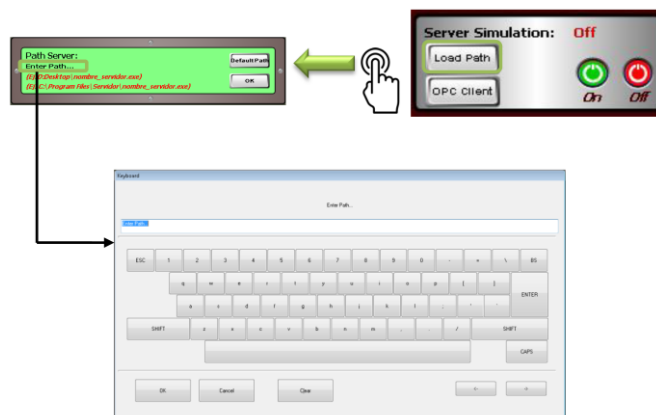 Path Server:
Enter Path...
(Ej:D:Desktop\nombre_servidor.exe)
(Ej:C:\Program Files\Servidor\nombre_servidor.exe)
Default Path
OK
Server Simulation: Off
Load Path
OPC Client
On Off
Keyboard
Enter Path...
Enter Path...
ESC 1 2 3 4 5 6 7 8 9 0 - + \ BS
q w e r t y u i o p [ ]
ENTER
a s d f g h j k l ; '
SHIFT z x c v b n m , . / SHIFT
CAPS
OK Cancel Clear